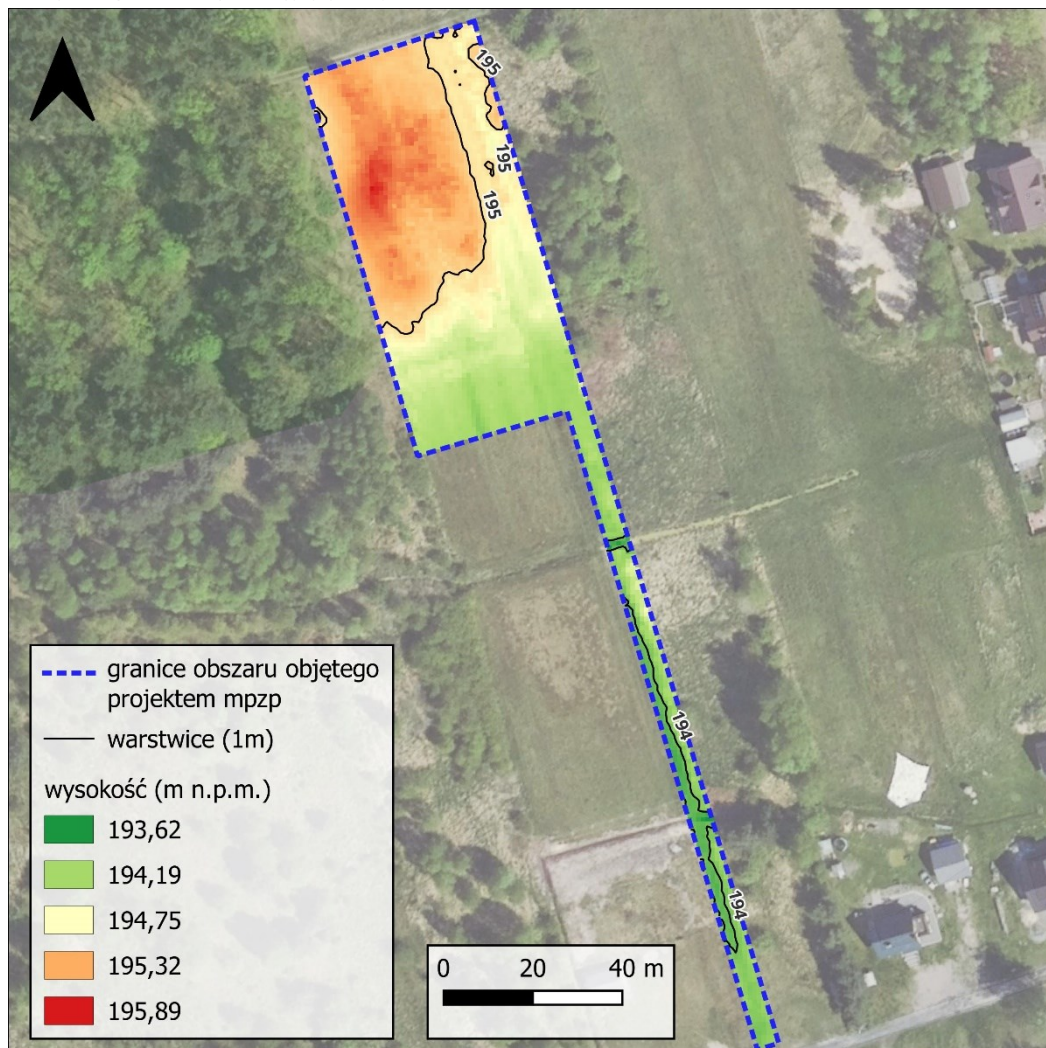 195
195
195
194
194
granice obszaru objętego
projektem mpzp
warstwice (1m)
wysokość (m n.p.m.)
193,62
194,19
194,75
195,32
195,89
0 20 40 m